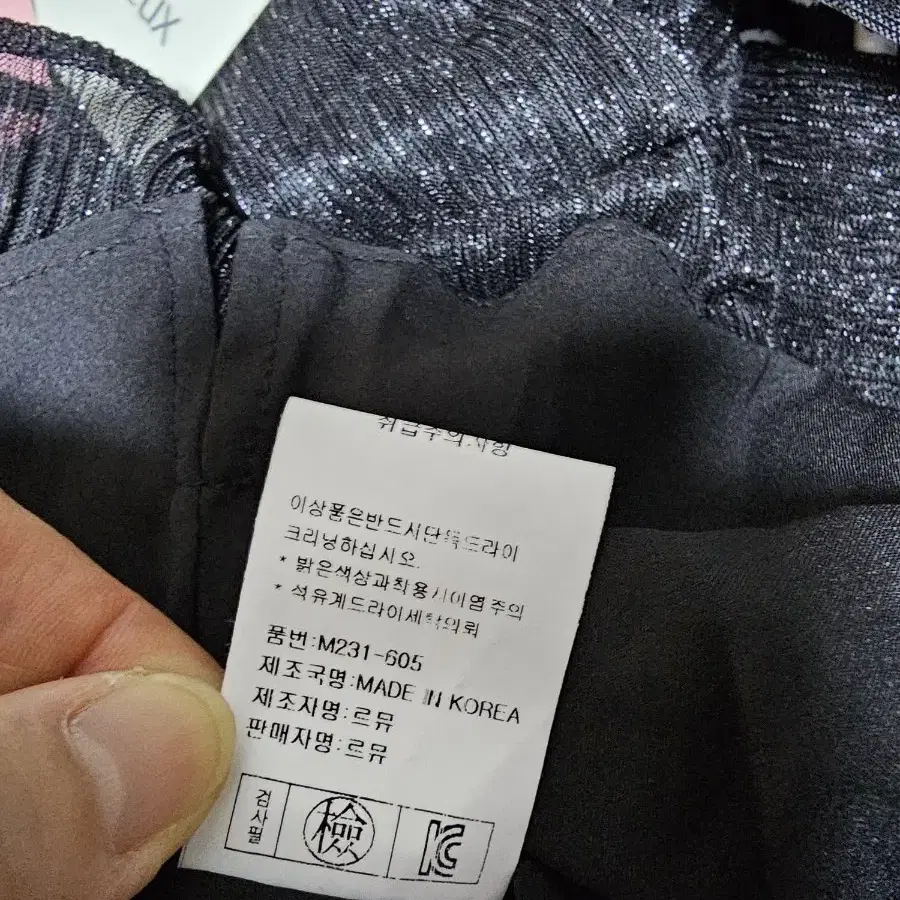 EUX
취급주의사항
이상품은반드시단독드라이
크리닝하십시오.
* 밝은색상과착용시이염주의
* 석유계드라이세탁의뢰
품번:M231-605
제조국명:MADE IN KOREA
제조자명:르뮤
판매자명:르뮤
검사필
檢
KC